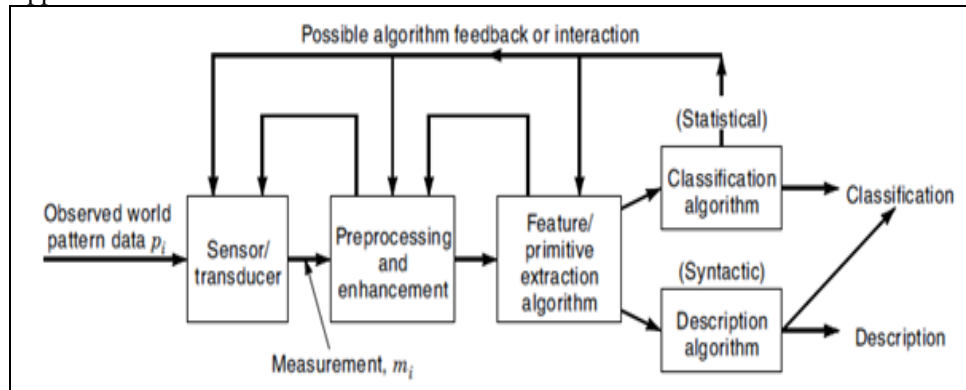 Possible algorithm feedback or interaction
(Statistical)
Classification
algorithm
Classification
Observed world
pattern data pᵢ
Sensor/
transducer
Preprocessing
and
enhancement
Feature/
primitive
extraction
algorithm
(Syntactic)
Description
algorithm
Description
Measurement, mᵢ